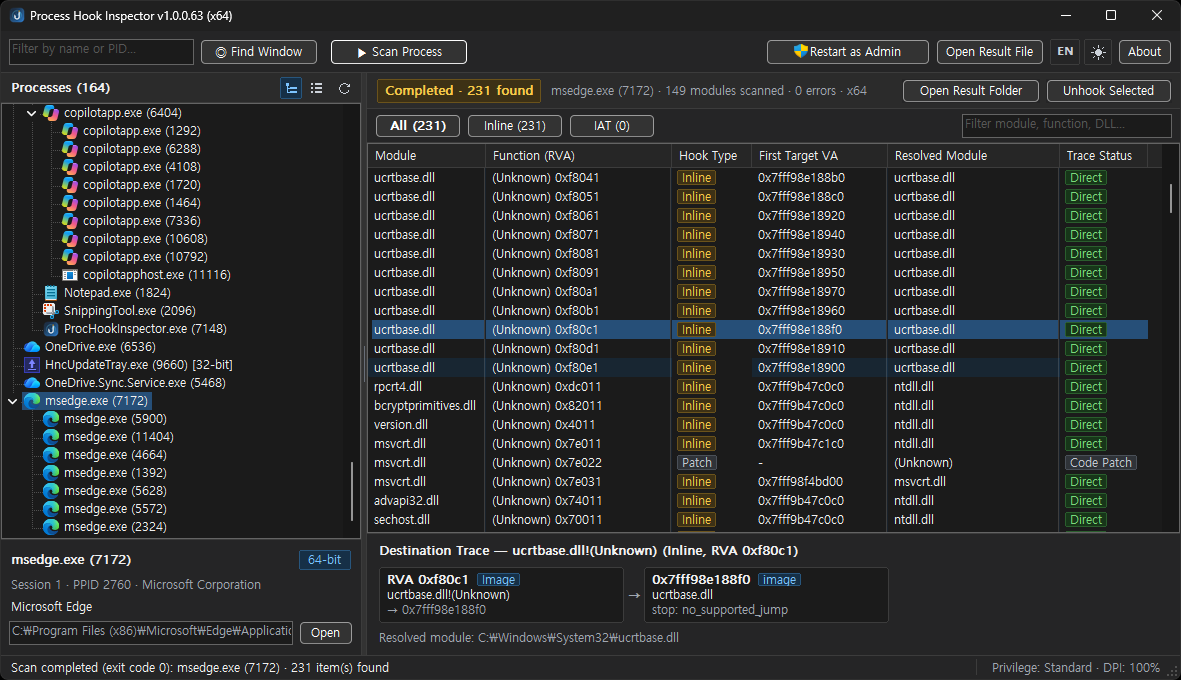 Process Hook Inspector v1.0.0.63 (x64)
Filter by name or PID...
Find Window
Scan Process
Restart as Admin
Open Result File
EN
About
Processes (164)
copilotapp.exe (6404)
copilotapp.exe (1292)
copilotapp.exe (6288)
copilotapp.exe (4108)
copilotapp.exe (1720)
copilotapp.exe (1464)
copilotapp.exe (7336)
copilotapp.exe (10608)
copilotapp.exe (10792)
copilotapphost.exe (11116)
Notepad.exe (1824)
SnippingTool.exe (2096)
ProcHookInspector.exe (7148)
OneDrive.exe (6536)
HncUpdateTray.exe (9660) [32-bit]
OneDrive.Sync.Service.exe (5468)
msedge.exe (7172)
msedge.exe (5900)
msedge.exe (11404)
msedge.exe (4664)
msedge.exe (1392)
msedge.exe (5628)
msedge.exe (5572)
msedge.exe (2324)
msedge.exe (7172)
64-bit
Session 1 · PPID 2760 · Microsoft Corporation
Microsoft Edge
C:₩Program Files (x86)₩Microsoft₩Edge₩Applicatic
Open
Completed · 231 found
msedge.exe (7172) · 149 modules scanned · 0 errors · x64
Open Result Folder
Unhook Selected
All (231)
Inline (231)
IAT (0)
Filter module, function, DLL...
Module Function (RVA) Hook Type First Target VA Resolved Module Trace Status
ucrtbase.dll (Unknown) 0xf8041 Inline 0x7fff98e188b0 ucrtbase.dll Direct
ucrtbase.dll (Unknown) 0xf8051 Inline 0x7fff98e188c0 ucrtbase.dll Direct
ucrtbase.dll (Unknown) 0xf8061 Inline 0x7fff98e18920 ucrtbase.dll Direct
ucrtbase.dll (Unknown) 0xf8071 Inline 0x7fff98e18940 ucrtbase.dll Direct
ucrtbase.dll (Unknown) 0xf8081 Inline 0x7fff98e18930 ucrtbase.dll Direct
ucrtbase.dll (Unknown) 0xf8091 Inline 0x7fff98e18950 ucrtbase.dll Direct
ucrtbase.dll (Unknown) 0xf80a1 Inline 0x7fff98e18970 ucrtbase.dll Direct
ucrtbase.dll (Unknown) 0xf80b1 Inline 0x7fff98e18960 ucrtbase.dll Direct
ucrtbase.dll (Unknown) 0xf80c1 Inline 0x7fff98e188f0 ucrtbase.dll Direct
ucrtbase.dll (Unknown) 0xf80d1 Inline 0x7fff98e18910 ucrtbase.dll Direct
ucrtbase.dll (Unknown) 0xf80e1 Inline 0x7fff98e18900 ucrtbase.dll Direct
rpcrt4.dll (Unknown) 0xdc011 Inline 0x7fff9b47c0c0 ntdll.dll Direct
bcryptprimitives.dll (Unknown) 0x82011 Inline 0x7fff9b47c0c0 ntdll.dll Direct
version.dll (Unknown) 0x4011 Inline 0x7fff9b47c0c0 ntdll.dll Direct
msvcrt.dll (Unknown) 0x7e011 Inline 0x7fff9b47c1c0 ntdll.dll Direct
msvcrt.dll (Unknown) 0x7e022 Patch - (Unknown) Code Patch
msvcrt.dll (Unknown) 0x7e031 Inline 0x7fff98f4bd00 msvcrt.dll Direct
advapi32.dll (Unknown) 0x74011 Inline 0x7fff9b47c0c0 ntdll.dll Direct
sechost.dll (Unknown) 0x70011 Inline 0x7fff9b47c0c0 ntdll.dll Direct
Destination Trace — ucrtbase.dll!(Unknown) (Inline, RVA 0xf80c1)
RVA 0xf80c1 Image
ucrtbase.dll!(Unknown)
→ 0x7fff98e188f0
→
0x7fff98e188f0 image
ucrtbase.dll
stop: no_supported_jump
Resolved module: C:₩Windows₩System32₩ucrtbase.dll
Scan completed (exit code 0): msedge.exe (7172) · 231 item(s) found
Privilege: Standard · DPI: 100%